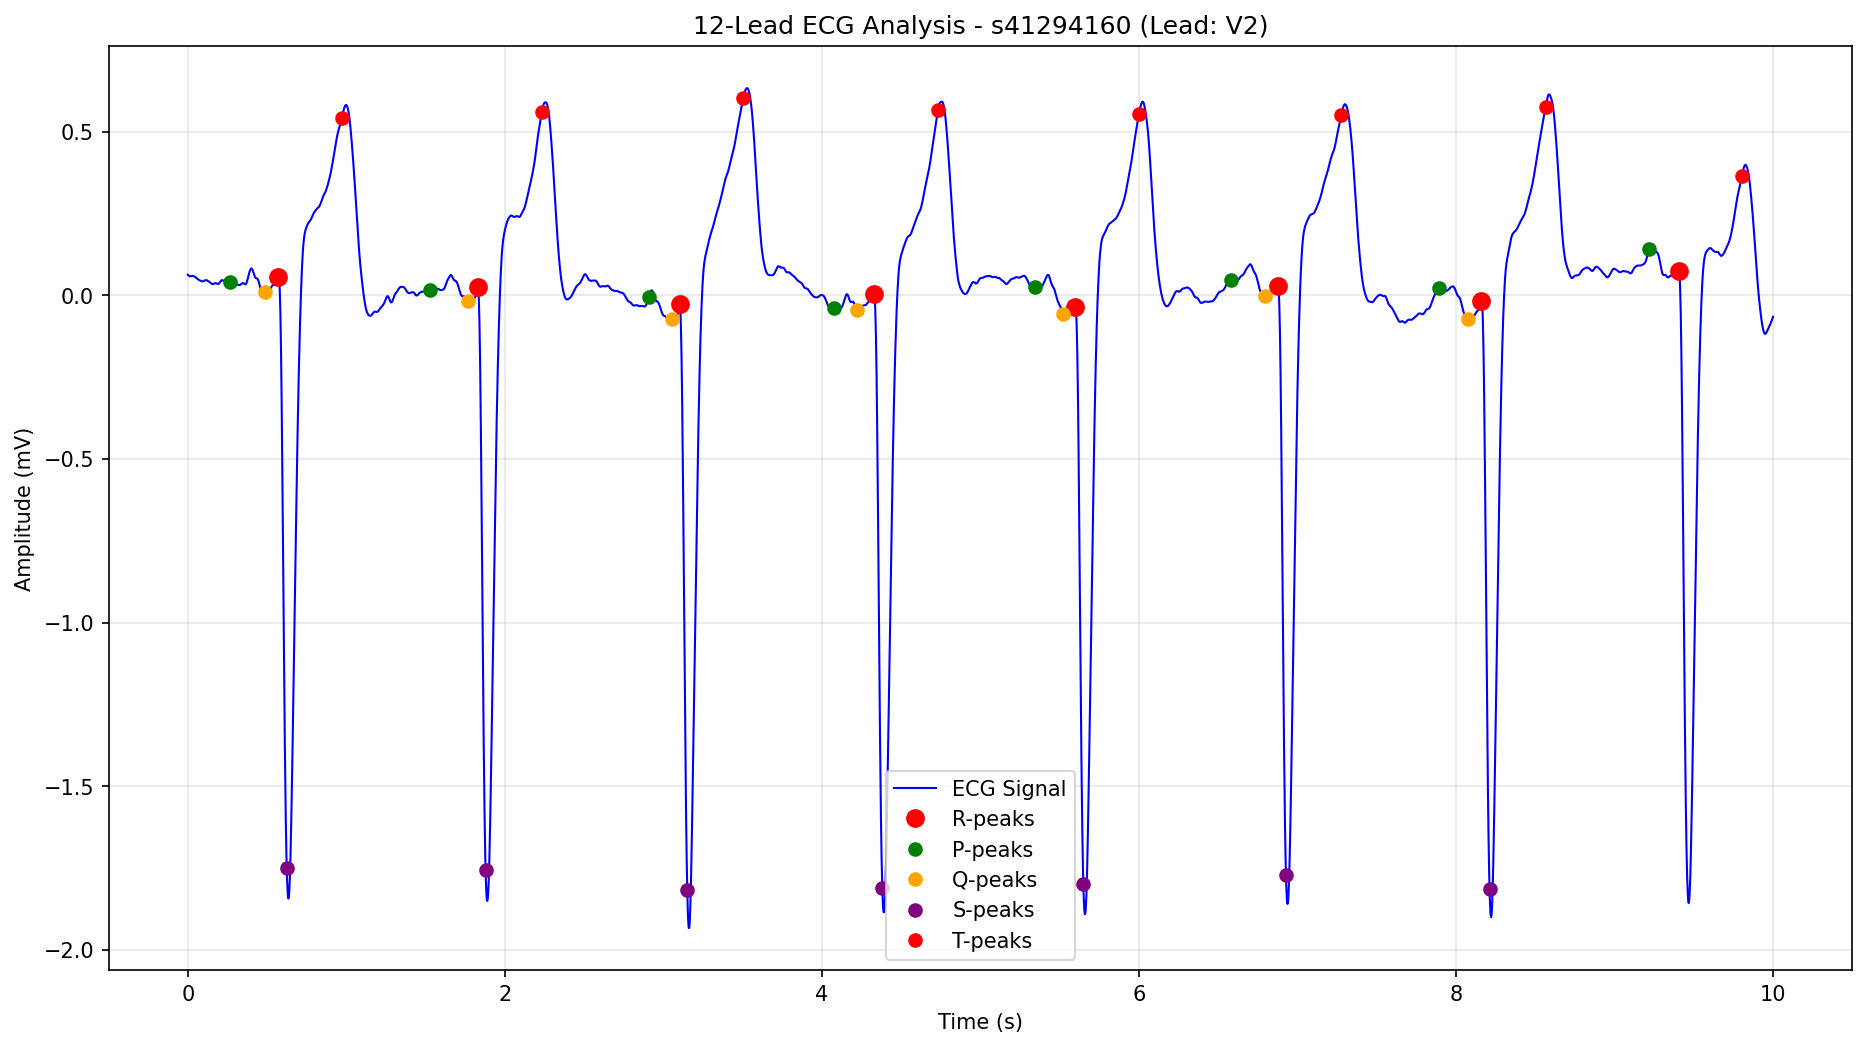 12-Lead ECG Analysis - s41294160 (Lead: V2)
Amplitude (mV)
0.5
0.0
−0.5
−1.0
−1.5
−2.0
ECG Signal
R-peaks
P-peaks
Q-peaks
S-peaks
T-peaks
0 2 4 6 8 10
Time (s)